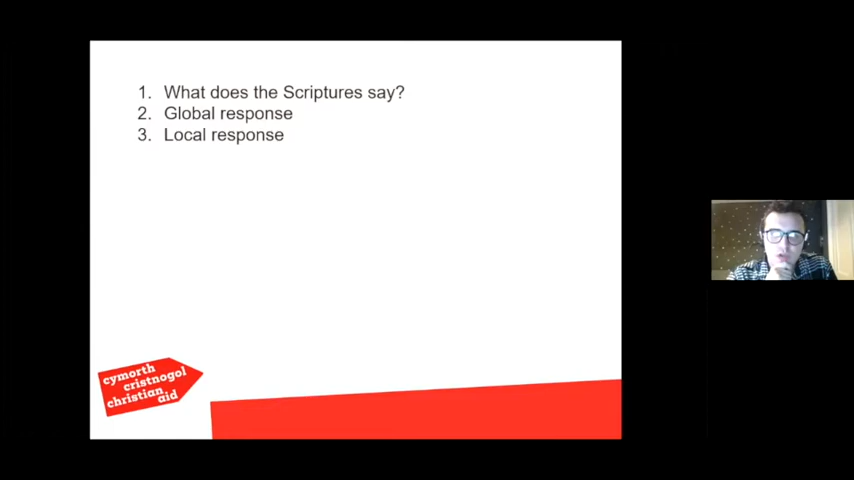 1. What does the Scriptures say?
2. Global response
3. Local response
cymorth
cristnogol
christian
aid